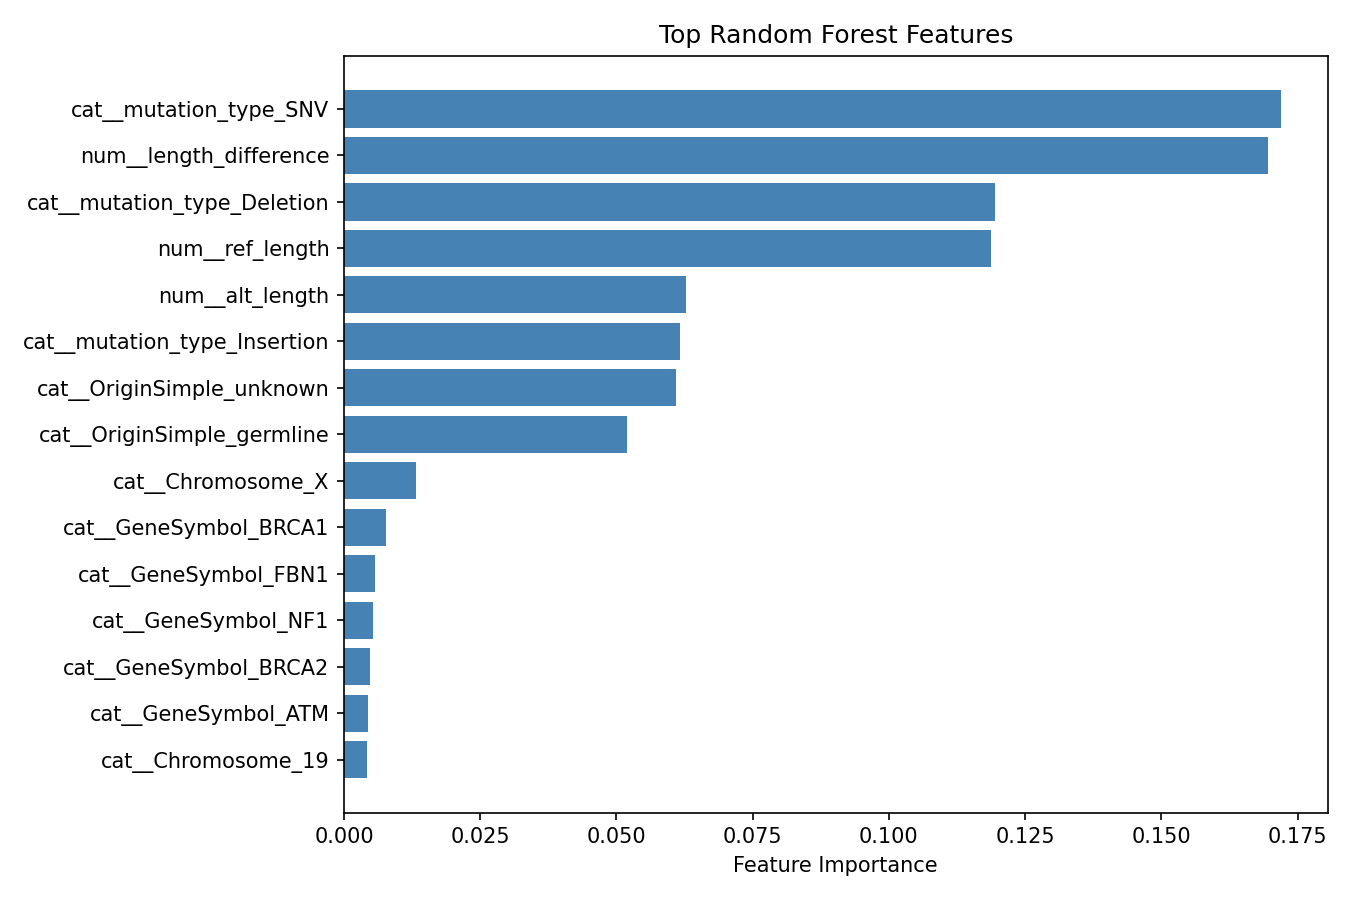 Top Random Forest Features
cat__mutation_type_SNV
num__length_difference
cat__mutation_type_Deletion
num__ref_length
num__alt_length
cat__mutation_type_Insertion
cat__OriginSimple_unknown
cat__OriginSimple_germline
cat__Chromosome_X
cat__GeneSymbol_BRCA1
cat__GeneSymbol_FBN1
cat__GeneSymbol_NF1
cat__GeneSymbol_BRCA2
cat__GeneSymbol_ATM
cat__Chromosome_19
0.000 0.025 0.050 0.075 0.100 0.125 0.150 0.175
Feature Importance